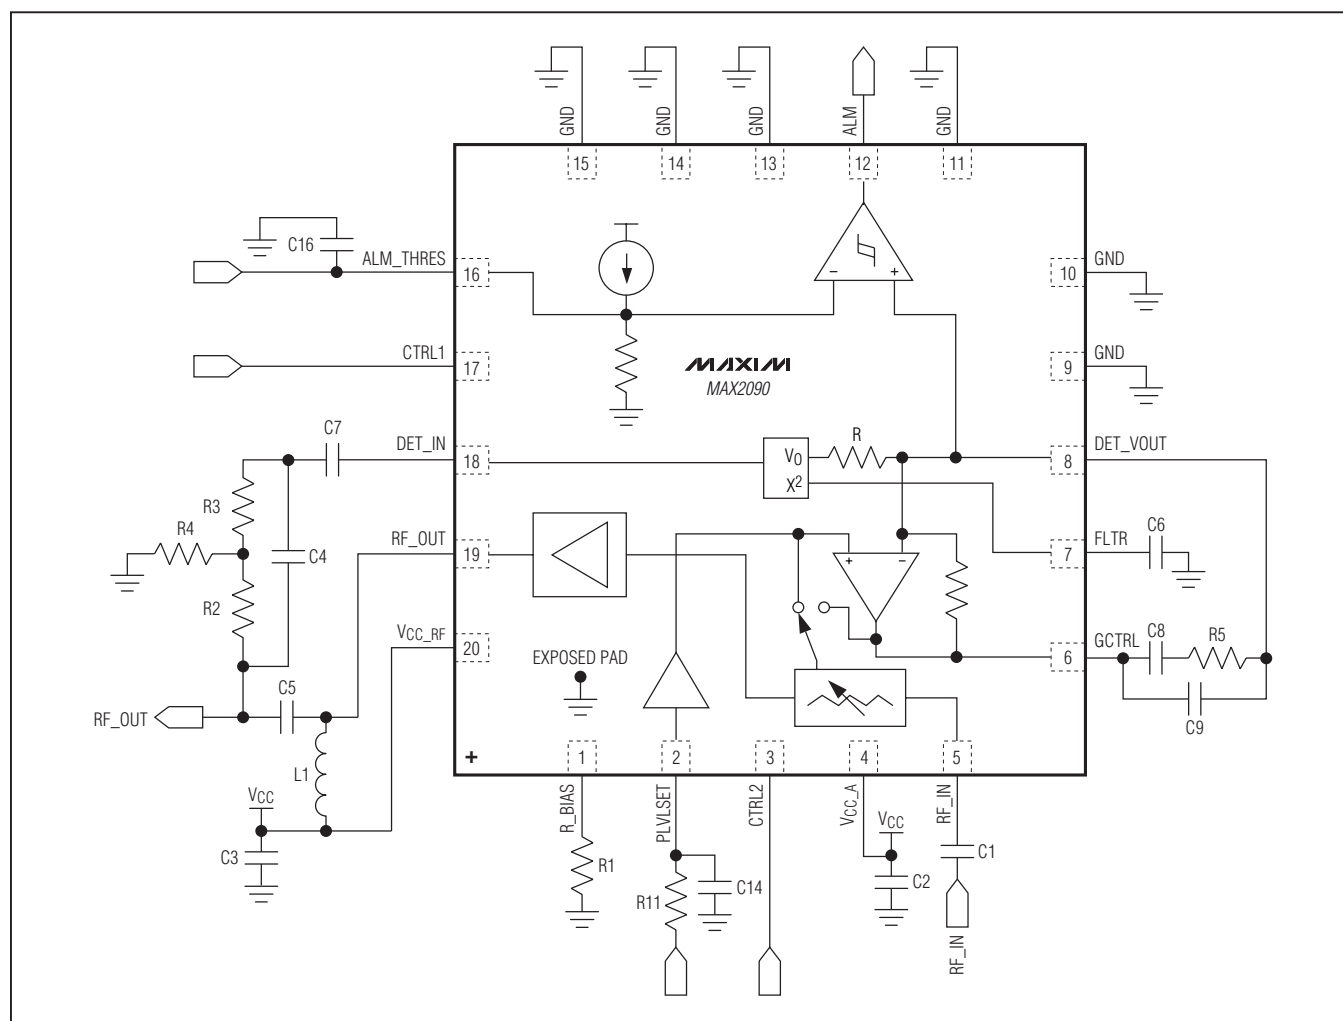 GND
GND
GND
ALM
GND
15
14
13
12
11
C16
ALM_THRES
16
- +
10
GND
CTRL1
17
MAXIM
MAX2090
9
GND
C7
DET_IN
18
VO
X2
R
8
DET_VOUT
R3
R4
C4
R2
RF_OUT
19
+ -
7
FLTR
C6
VCC_RF
20
EXPOSED PAD
6
GCTRL
C8
R5
C9
RF_OUT
C5
L1
VCC
C3
+
1
2
3
4
5
R_BIAS
PLVLSET
CTRL2
VCC_A
RF_IN
VCC
R1
R11
C14
C2
C1
RF_IN